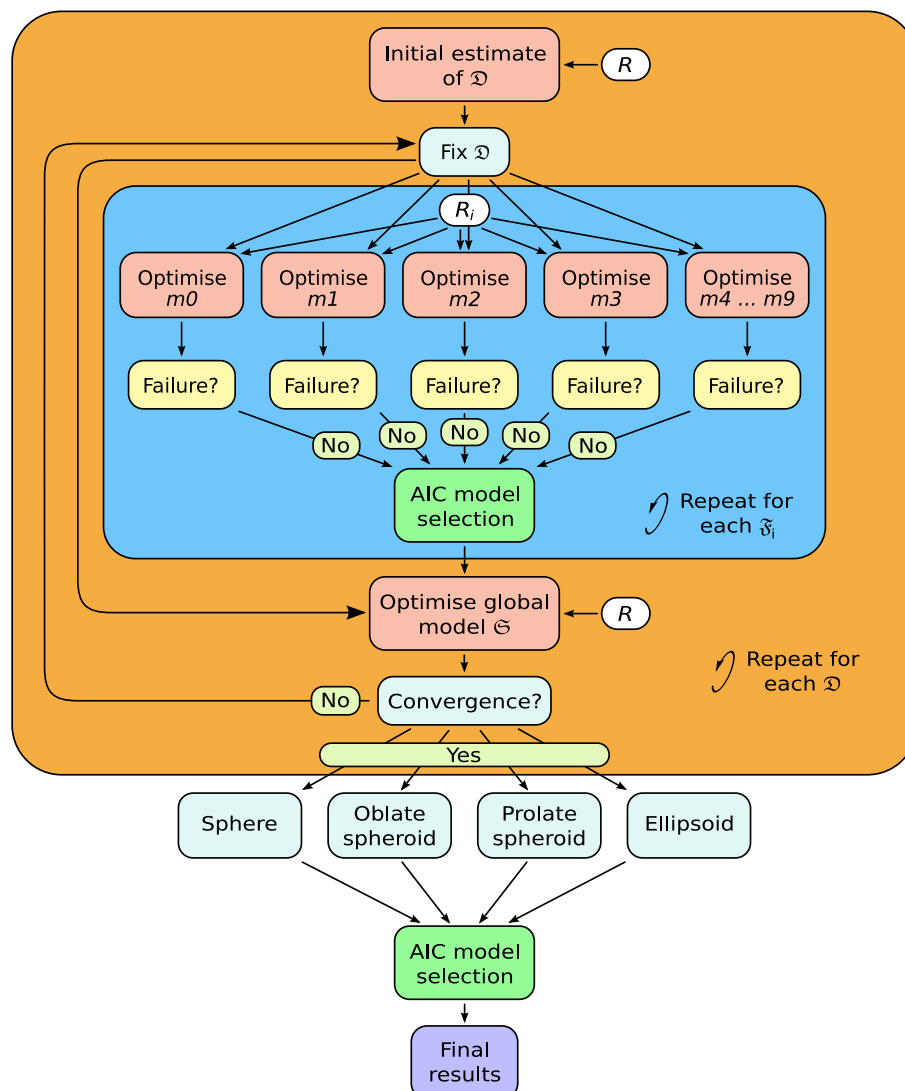 Initial estimate
of 𝔇
R
Fix 𝔇
Ri
Optimise
m0
Optimise
m1
Optimise
m2
Optimise
m3
Optimise
m4 ... m9
Failure?
Failure?
Failure?
Failure?
Failure?
No
No
No
No
No
AIC model
selection
Repeat for
each 𝔉i
Optimise global
model 𝔖
R
Repeat for
each 𝔇
Convergence?
No
Yes
Sphere
Oblate
spheroid
Prolate
spheroid
Ellipsoid
AIC model
selection
Final
results